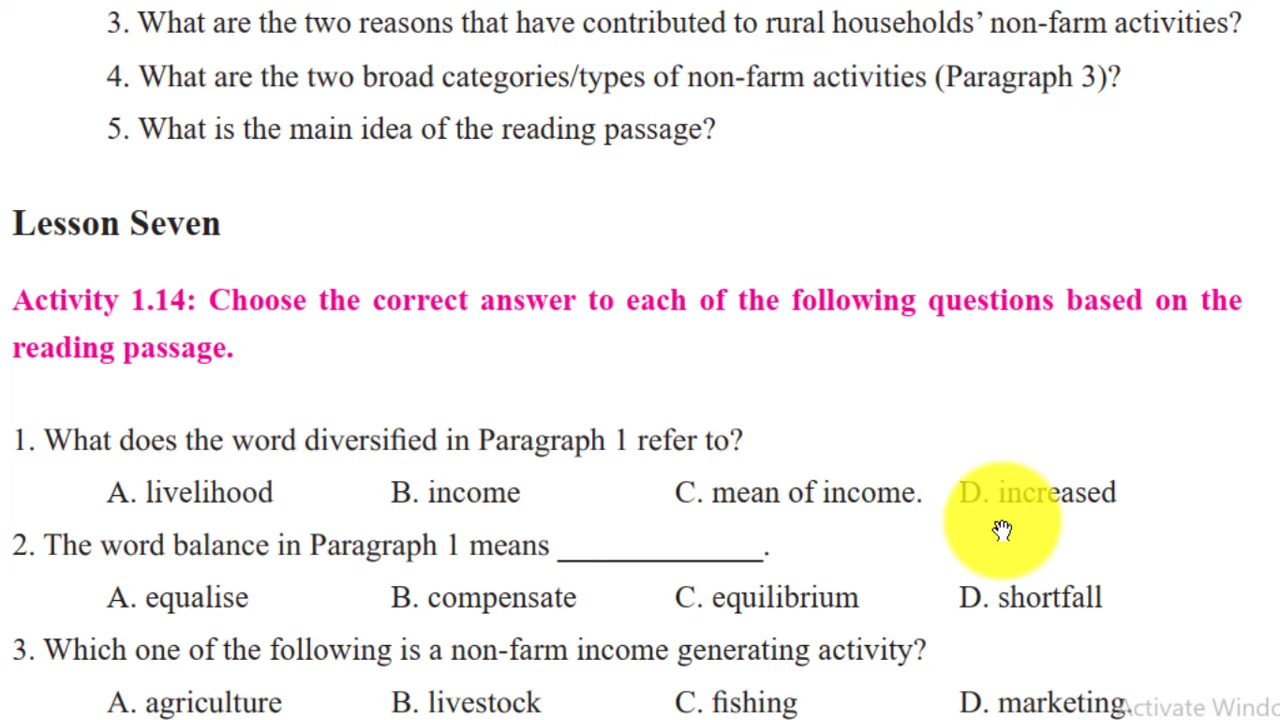 3. What are the two reasons that have contributed to rural households’ non-farm activities?
4. What are the two broad categories/types of non-farm activities (Paragraph 3)?
5. What is the main idea of the reading passage?
Lesson Seven
Activity 1.14: Choose the correct answer to each of the following questions based on the
reading passage.
1. What does the word diversified in Paragraph 1 refer to?
A. livelihood B. income C. mean of income. D. increased
2. The word balance in Paragraph 1 means _____________.
A. equalise B. compensate C. equilibrium D. shortfall
3. Which one of the following is a non-farm income generating activity?
A. agriculture B. livestock C. fishing D. marketing.
Activate Windo